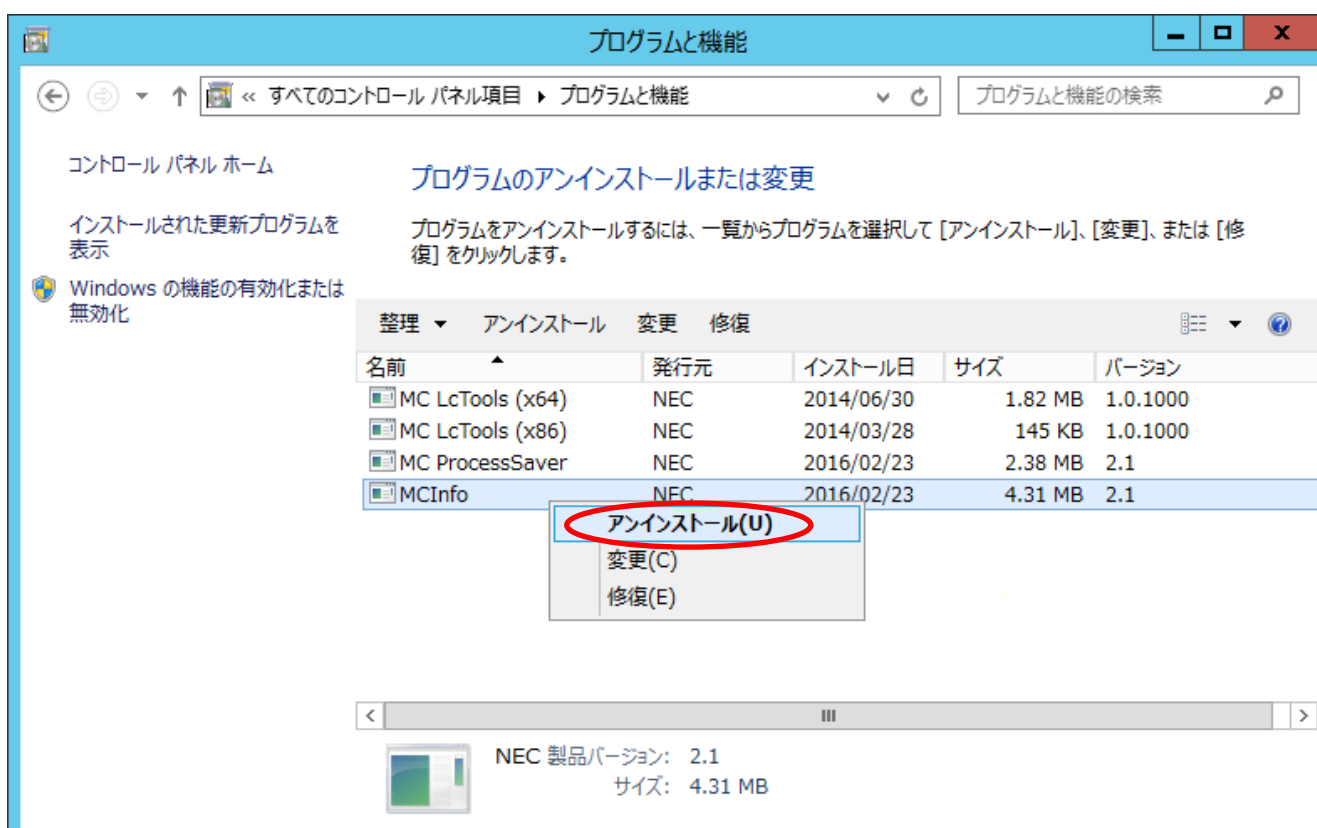 プログラムと機能
« すべてのコントロール パネル項目 ▸ プログラムと機能
プログラムと機能の検索
コントロール パネル ホーム
インストールされた更新プログラムを
表示
Windows の機能の有効化または
無効化
プログラムのアンインストールまたは変更
プログラムをアンインストールするには、一覧からプログラムを選択して [アンインストール]、[変更]、または [修
復] をクリックします。
整理 アンインストール 変更 修復
名前 発行元 インストール日 サイズ バージョン
MC LcTools (x64) NEC 2014/06/30 1.82 MB 1.0.1000
MC LcTools (x86) NEC 2014/03/28 145 KB 1.0.1000
MC ProcessSaver NEC 2016/02/23 2.38 MB 2.1
MCInfo NEC 2016/02/23 4.31 MB 2.1
アンインストール(U)
変更(C)
修復(E)
NEC 製品バージョン: 2.1
サイズ: 4.31 MB